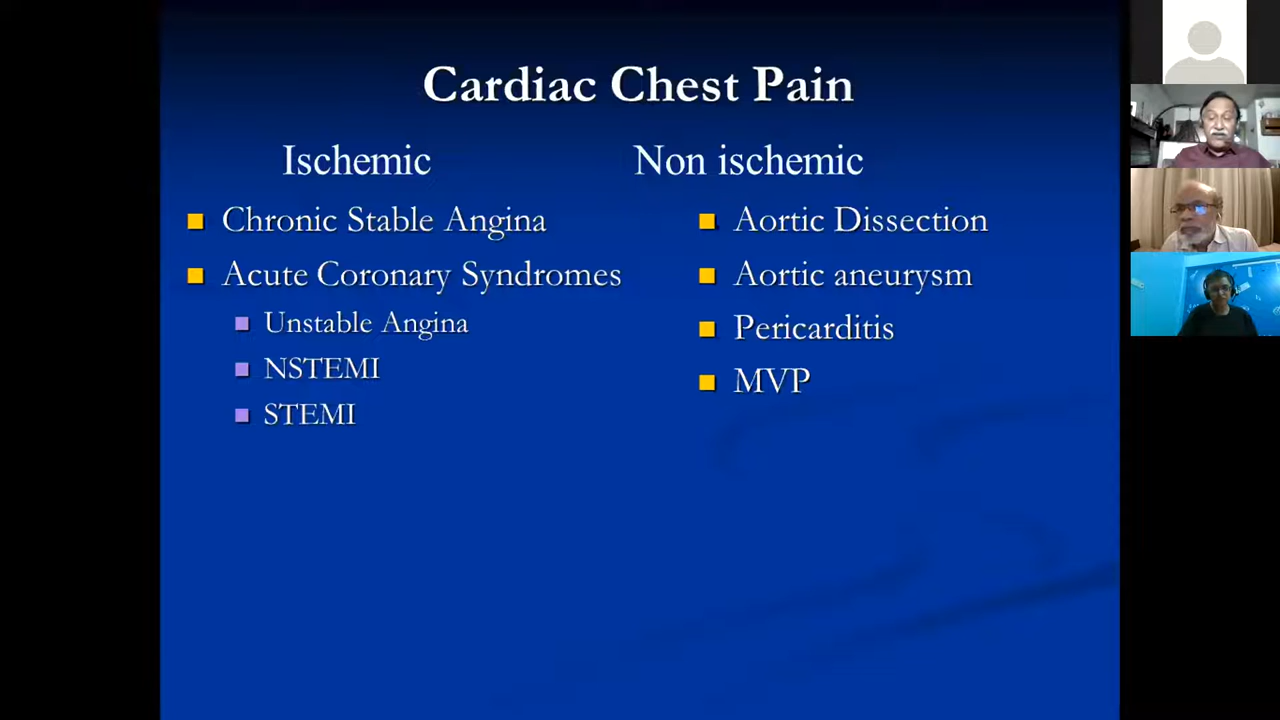 Cardiac Chest Pain
Ischemic
Chronic Stable Angina
Acute Coronary Syndromes
Unstable Angina
NSTEMI
STEMI
Non ischemic
Aortic Dissection
Aortic aneurysm
Pericarditis
MVP